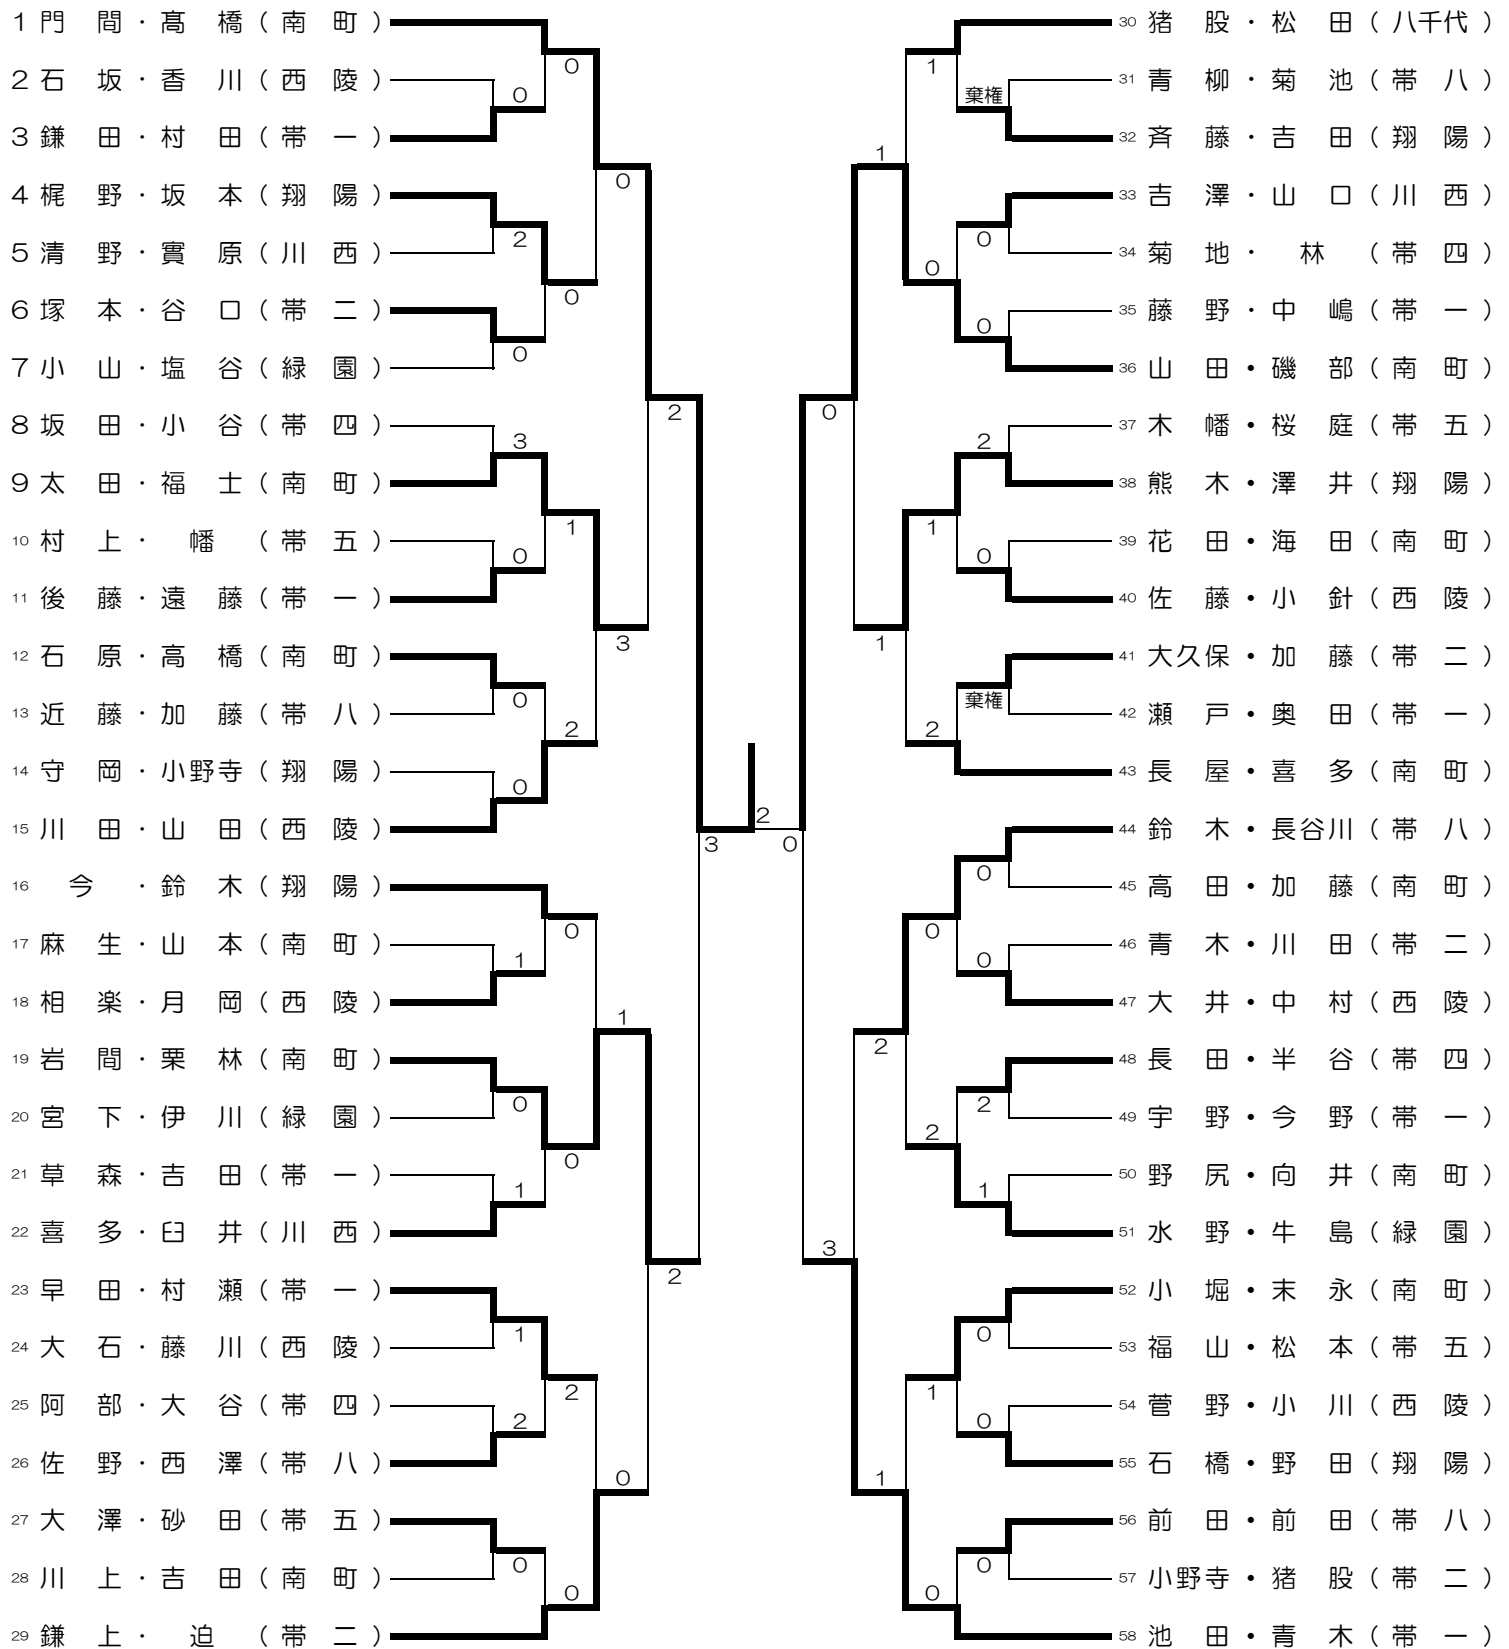 1 門 間・髙 橋 ( 南 町 )
0
2 石 坂・香 川 ( 西 陵 )
0
3 鎌 田・村 田 ( 帯 一 )
0
4 梶 野・坂 本 ( 翔 陽 )
2
5 清 野・實 原 ( 川 西 )
0
6 塚 本・谷 口 ( 帯 二 )
0
7 小 山・塩 谷 ( 緑 園 )
2
8 坂 田・小 谷 ( 帯 四 )
3
9 太 田・福 士 ( 南 町 )
1
10 村 上・ 幡 ( 帯 五 )
0
11 後 藤・遠 藤 ( 帯 一 )
3
12 石 原・高 橋 ( 南 町 )
0
13 近 藤・加 藤 ( 帯 八 )
2
14 守 岡・小野寺 ( 翔 陽 )
0
15 川 田・山 田 ( 西 陵 )
3
16 今 ・鈴 木 ( 翔 陽 )
0
17 麻 生・山 本 ( 南 町 )
1
18 相 楽・月 岡 ( 西 陵 )
1
19 岩 間・栗 林 ( 南 町 )
0
20 宮 下・伊 川 ( 緑 園 )
0
21 草 森・吉 田 ( 帯 一 )
1
22 喜 多・臼 井 ( 川 西 )
2
23 早 田・村 瀬 ( 帯 一 )
1
24 大 石・藤 川 ( 西 陵 )
2
25 阿 部・大 谷 ( 帯 四 )
2
26 佐 野・西 澤 ( 帯 八 )
0
27 大 澤・砂 田 ( 帯 五 )
0
28 川 上・吉 田 ( 南 町 )
0
29 鎌 上・ 迫 ( 帯 二 )
2
0
30 猪 股・松 田 ( 八千代 )
1
31 青 柳・菊 池 ( 帯 八 )
棄権
32 斉 藤・吉 田 ( 翔 陽 )
1
33 吉 澤・山 口 ( 川 西 )
0
34 菊 地・ 林 ( 帯 四 )
0
35 藤 野・中 嶋 ( 帯 一 )
0
36 山 田・磯 部 ( 南 町 )
0
37 木 幡・桜 庭 ( 帯 五 )
2
38 熊 木・澤 井 ( 翔 陽 )
1
39 花 田・海 田 ( 南 町 )
0
40 佐 藤・小 針 ( 西 陵 )
1
41 大久保・加 藤 ( 帯 二 )
棄権
42 瀬 戸・奥 田 ( 帯 一 )
2
43 長 屋・喜 多 ( 南 町 )
44 鈴 木・長谷川 ( 帯 八 )
0
45 高 田・加 藤 ( 南 町 )
0
46 青 木・川 田 ( 帯 二 )
0
47 大 井・中 村 ( 西 陵 )
2
48 長 田・半 谷 ( 帯 四 )
2
49 宇 野・今 野 ( 帯 一 )
2
50 野 尻・向 井 ( 南 町 )
1
51 水 野・牛 島 ( 緑 園 )
3
52 小 堀・末 永 ( 南 町 )
0
53 福 山・松 本 ( 帯 五 )
1
54 菅 野・小 川 ( 西 陵 )
0
55 石 橋・野 田 ( 翔 陽 )
1
56 前 田・前 田 ( 帯 八 )
0
57 小野寺・猪 股 ( 帯 二 )
0
58 池 田・青 木 ( 帯 一 )